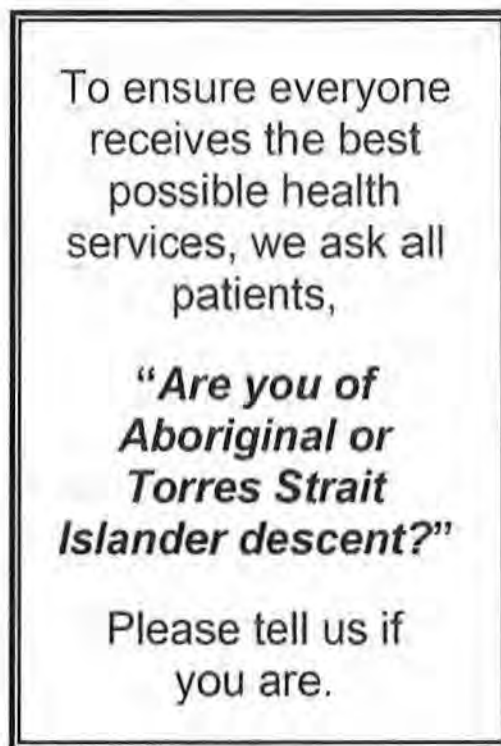 To ensure everyone
receives the best
possible health
services, we ask all
patients,
“Are you of
Aboriginal or
Torres Strait
Islander descent?”
Please tell us if
you are.